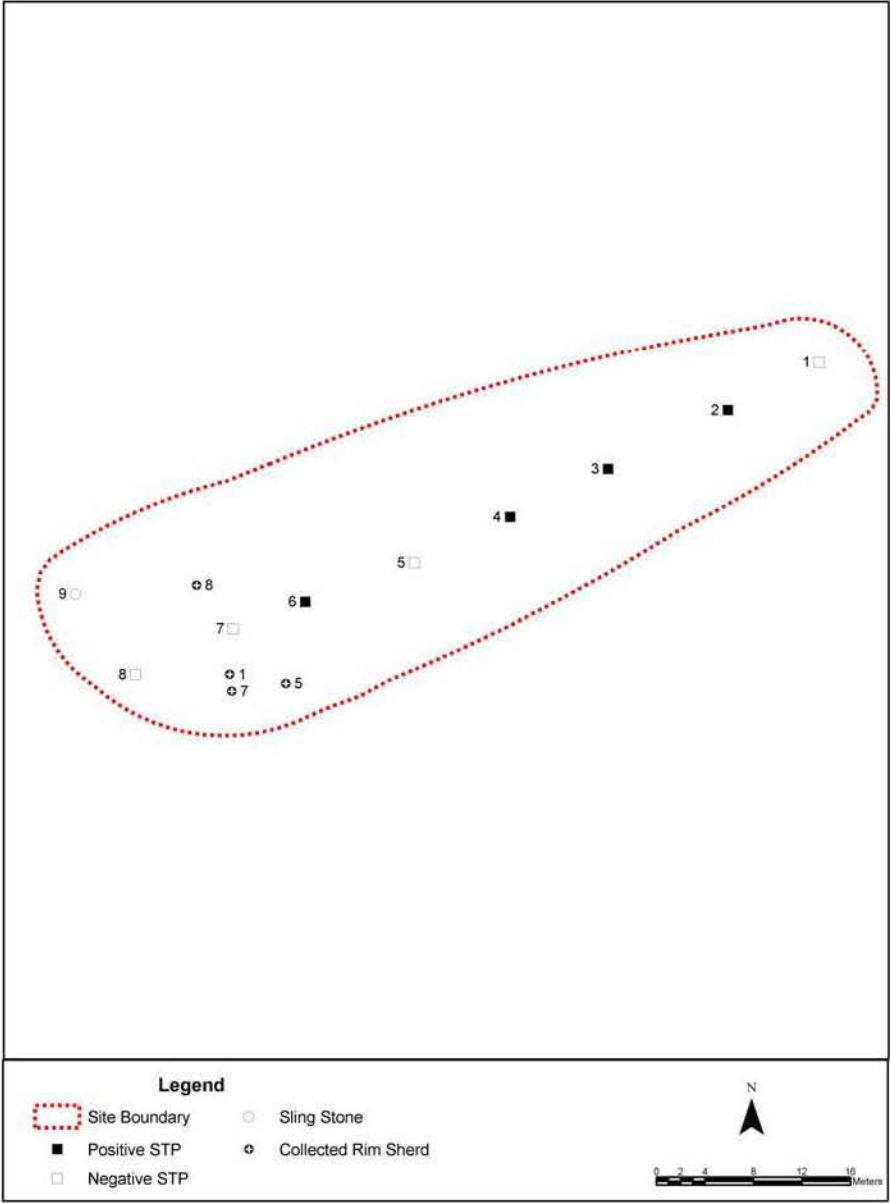 1
2
3
4
5
8
9
6
7
8
1
5
7
Legend
Site Boundary
Sling Stone
Positive STP
Collected Rim Sherd
Negative STP
N
0 2 4 8 12 16
Meters